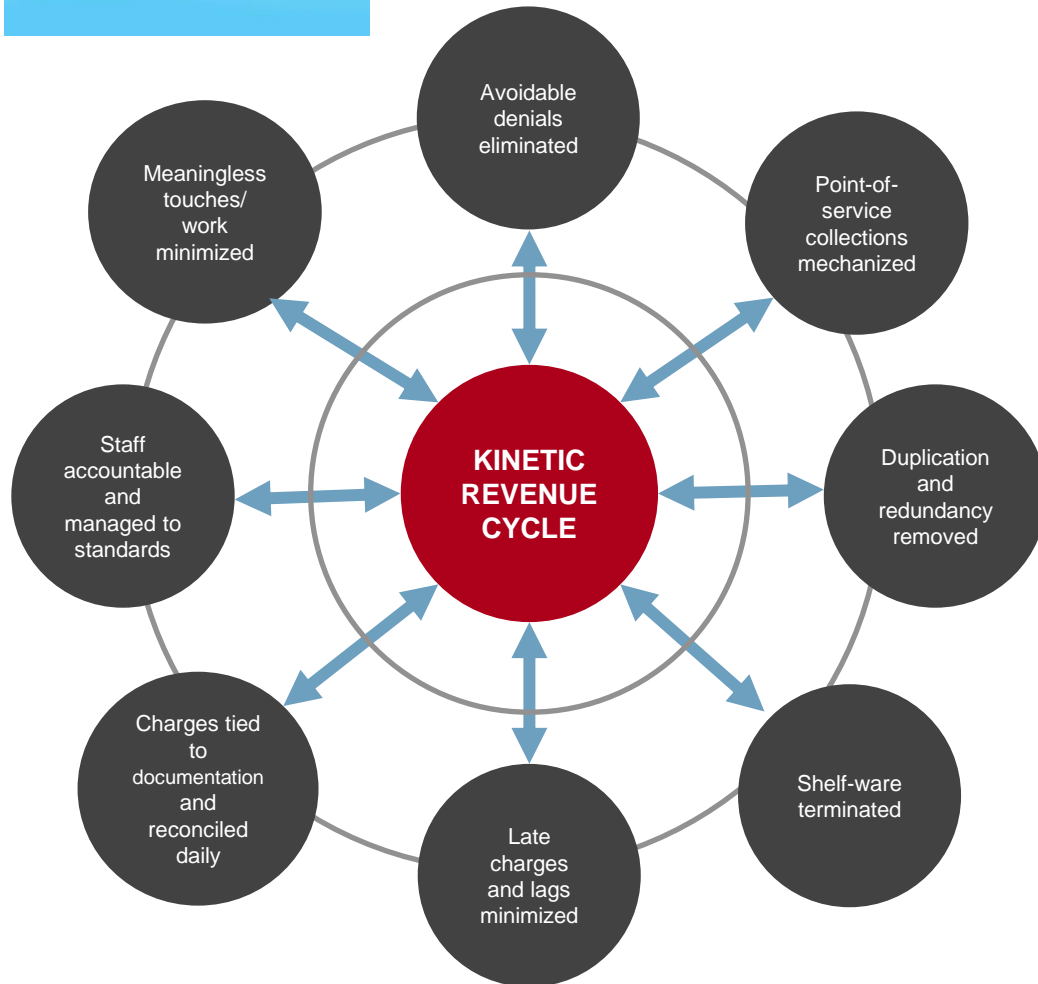 Avoidable
denials
eliminated
Meaningless
touches/
work
minimized
Point-of-
service
collections
mechanized
KINETIC
REVENUE
CYCLE
Staff
accountable
and
managed to
standards
Duplication
and
redundancy
removed
Charges tied
to
documentation
and
reconciled
daily
Shelf-ware
terminated
Late
charges
and lags
minimized